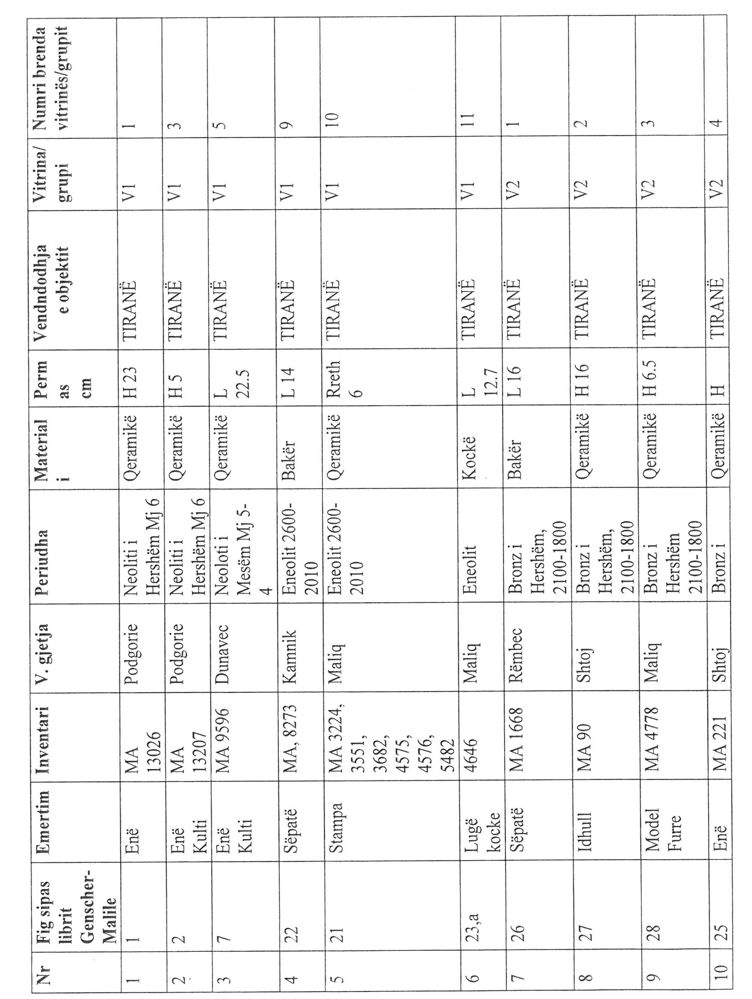 Nr
Fig sipas
librit
Genscher-
Malile
Emertim
Inventari
V. gjetja
Periudha
Material
i
Perm
as
cm
Vendndodhja
e objektit
Vitrina/
grupi
Numri brenda
vitrinës/grupit
1
1
Enë
MA
13026
Podgorie
Neoliti i
Hershëm Mj 6
Qeramikë
H 23
TIRANË
V1
1
2
2
Enë
Kulti
MA
13207
Podgorie
Neoliti i
Hershëm Mj 6
Qeramikë
H 5
TIRANË
V1
3
3
7
Enë
Kulti
MA 9596
Dunavec
Neoloti i
Mesëm Mj 5-
4
Qeramikë
L
22.5
TIRANË
V1
5
4
22
Sëpatë
MA, 8273
Kamnik
Eneolit 2600-
2010
Bakër
L 14
TIRANË
V1
9
5
21
Stampa
MA 3224,
3551,
3682,
4575,
4576,
5482
Maliq
Eneolit 2600-
2010
Qeramikë
Rreth
6
TIRANË
V1
10
6
23,a
Lugë
kocke
4646
Maliq
Eneolit
Kockë
L
12.7
TIRANË
V1
11
7
26
Sëpatë
MA 1668
Rëmbec
Bronz i
Hershëm,
2100-1800
Bakër
L 16
TIRANË
V2
1
8
27
Idhull
MA 90
Shtoj
Bronz i
Hershëm,
2100-1800
Qeramikë
H 16
TIRANË
V2
2
9
28
Model
Furre
MA 4778
Maliq
Bronz i
Hershëm
2100-1800
Qeramikë
H 6.5
TIRANË
V2
3
10
25
Enë
MA 221
Shtoj
Bronz i
Qeramikë
H
TIRANË
V2
4